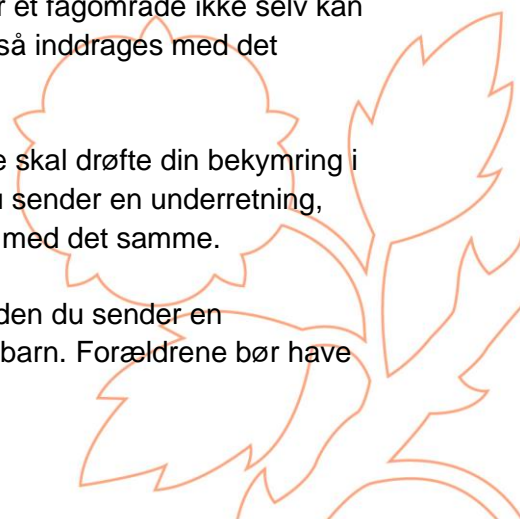 r et fagområde ikke selv kan
så inddrages med det
e skal drøfte din bekymring i
u sender en underretning,
med det samme.
den du sender en
barn. Forældrene bør have